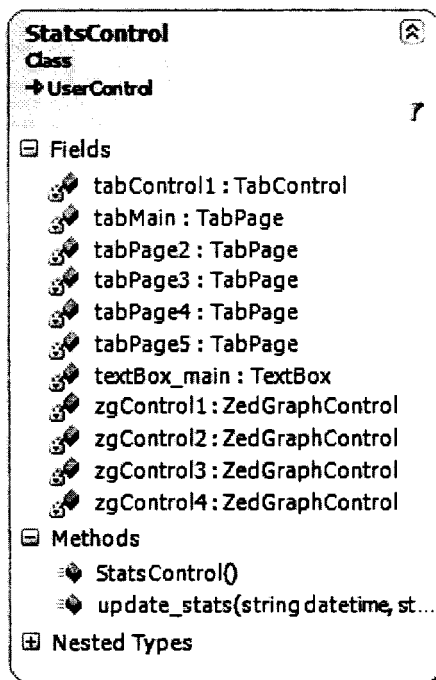 StatsControl
Class
UserControl
Fields
tabControl1 : TabControl
tabMain : TabPage
tabPage2 : TabPage
tabPage3 : TabPage
tabPage4 : TabPage
tabPage5 : TabPage
textBox_main : TextBox
zgControl1 : ZedGraphControl
zgControl2 : ZedGraphControl
zgControl3 : ZedGraphControl
zgControl4 : ZedGraphControl
Methods
StatsControl()
update_stats(string datetime, st...
Nested Types